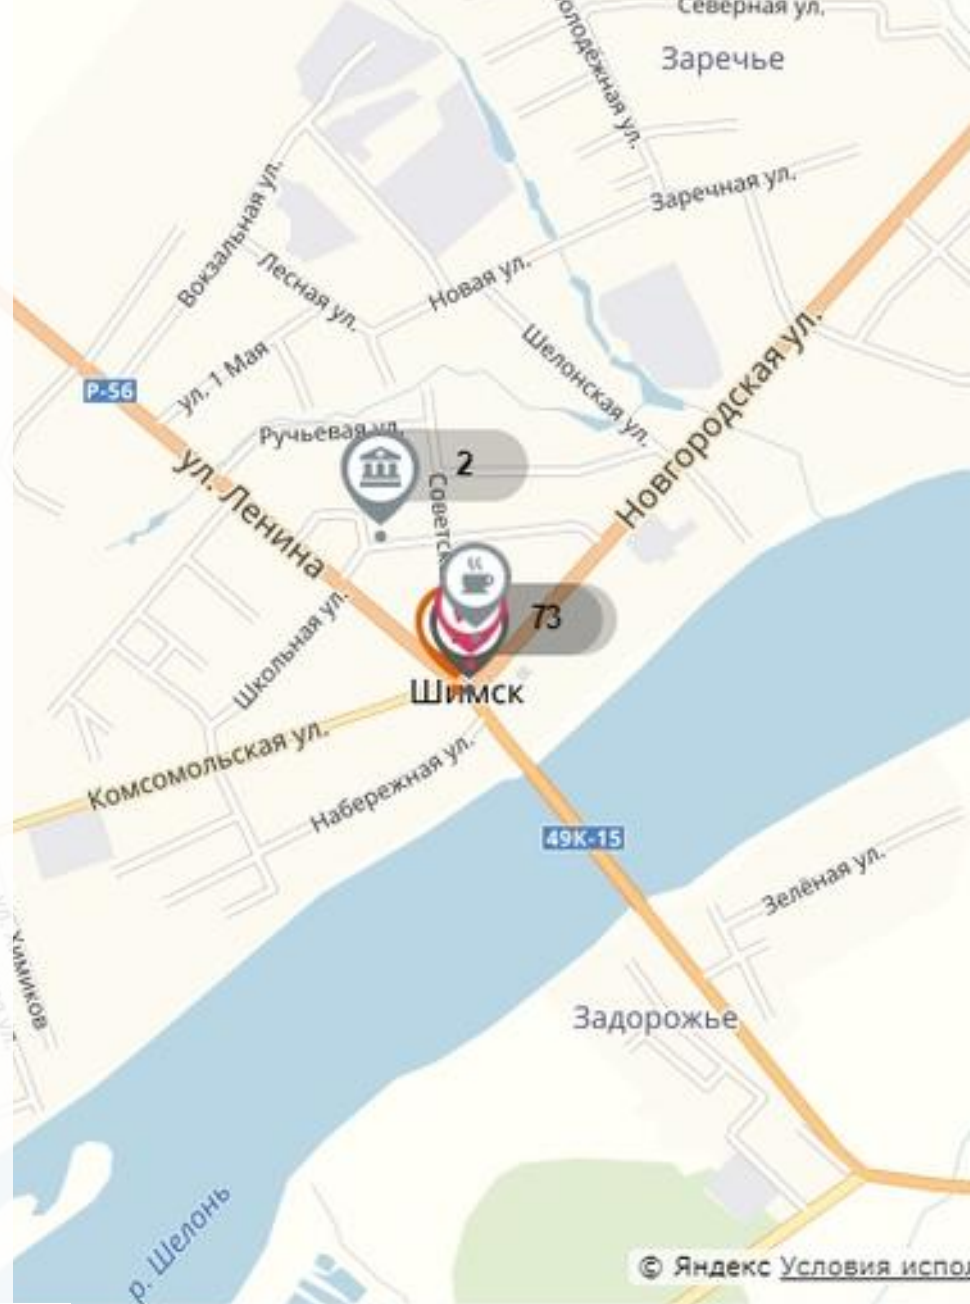 Северная ул.
Заречье
Заречная ул.
Вокзальная ул.
Лесная ул.
Новая ул.
Шелонская ул.
ул. 1 Мая
Новгородская ул.
Р-56
Ручьевая ул.
2
ул. Ленина
73
Школьная ул.
Шимск
Комсомольская ул.
Набережная ул.
49К-15
Зелёная ул.
Химиков
Задорожье
р. Шелонь
© Яндекс Условия испол